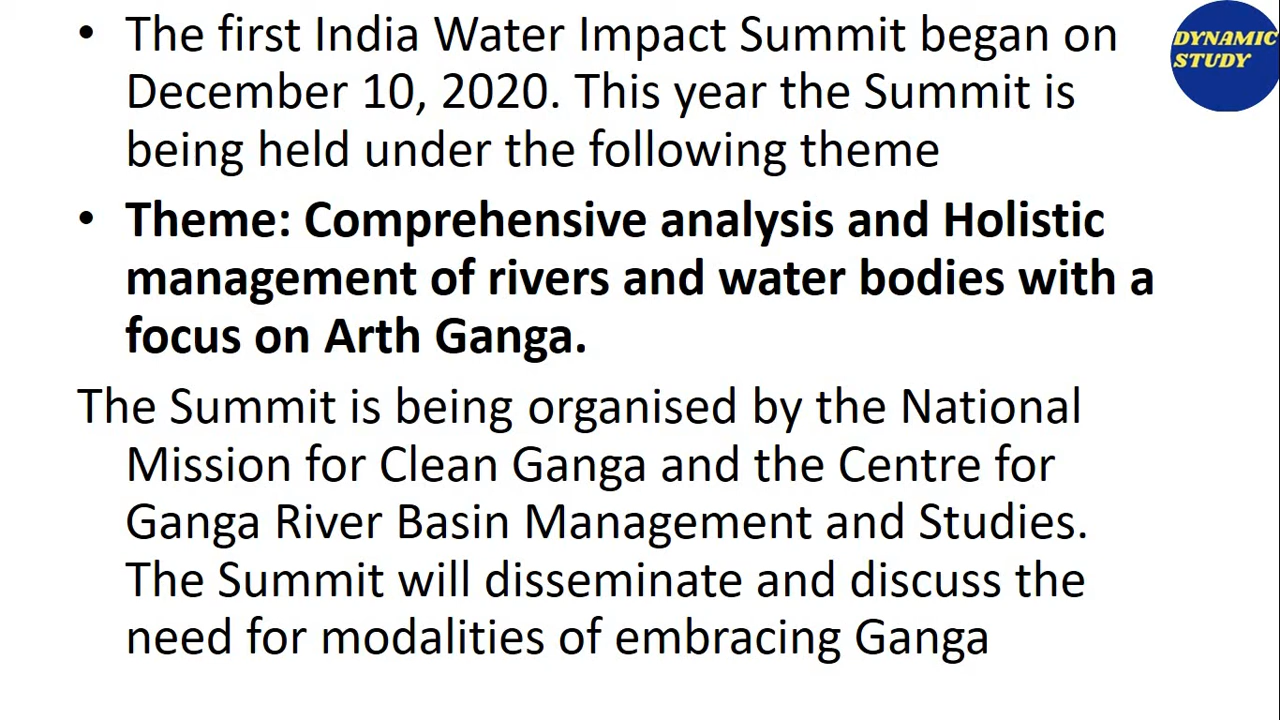 • The first India Water Impact Summit began on
December 10, 2020. This year the Summit is
being held under the following theme
• Theme: Comprehensive analysis and Holistic
management of rivers and water bodies with a
focus on Arth Ganga.
The Summit is being organised by the National
Mission for Clean Ganga and the Centre for
Ganga River Basin Management and Studies.
The Summit will disseminate and discuss the
need for modalities of embracing Ganga
DYNAMIC
STUDY